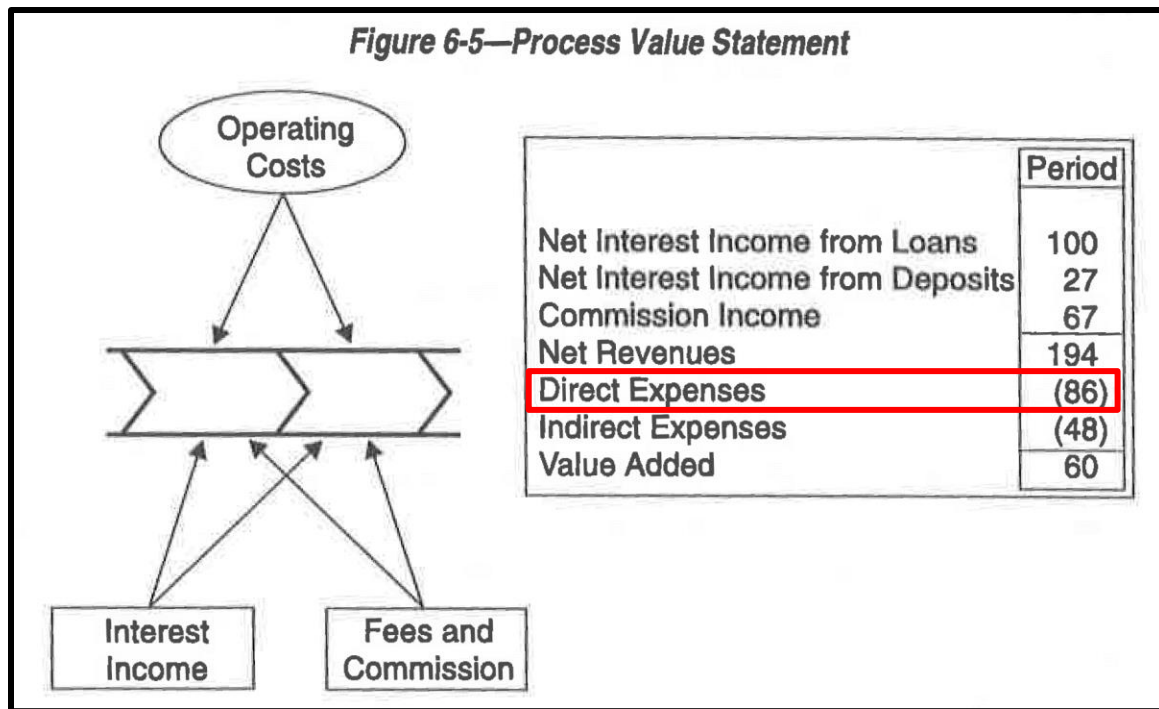 Figure 6-5—Process Value Statement
Operating
Costs
Period
Net Interest Income from Loans 100
Net Interest Income from Deposits 27
Commission Income 67
Net Revenues 194
Direct Expenses (86)
Indirect Expenses (48)
Value Added 60
Interest
Income
Fees and
Commission